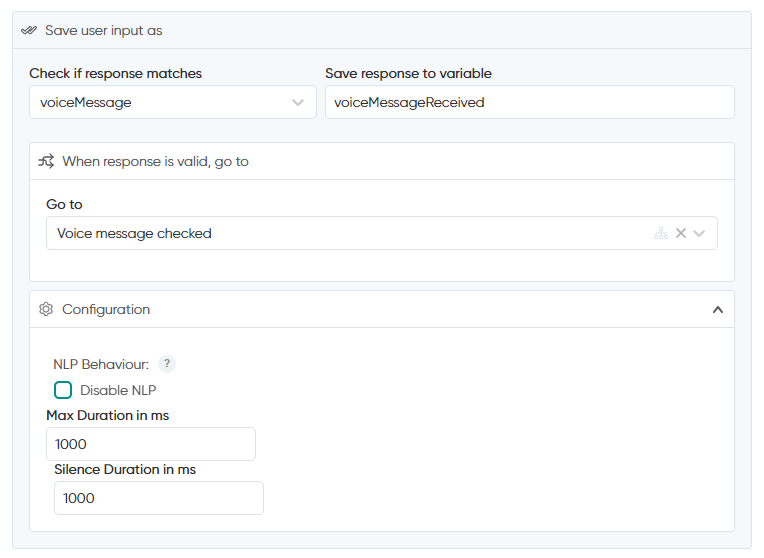 Save user input as
Check if response matches
Save response to variable
voiceMessage
voiceMessageReceived
When response is valid, go to
Go to
Voice message checked
Configuration
NLP Behaviour: ?
Disable NLP
Max Duration in ms
1000
Silence Duration in ms
1000